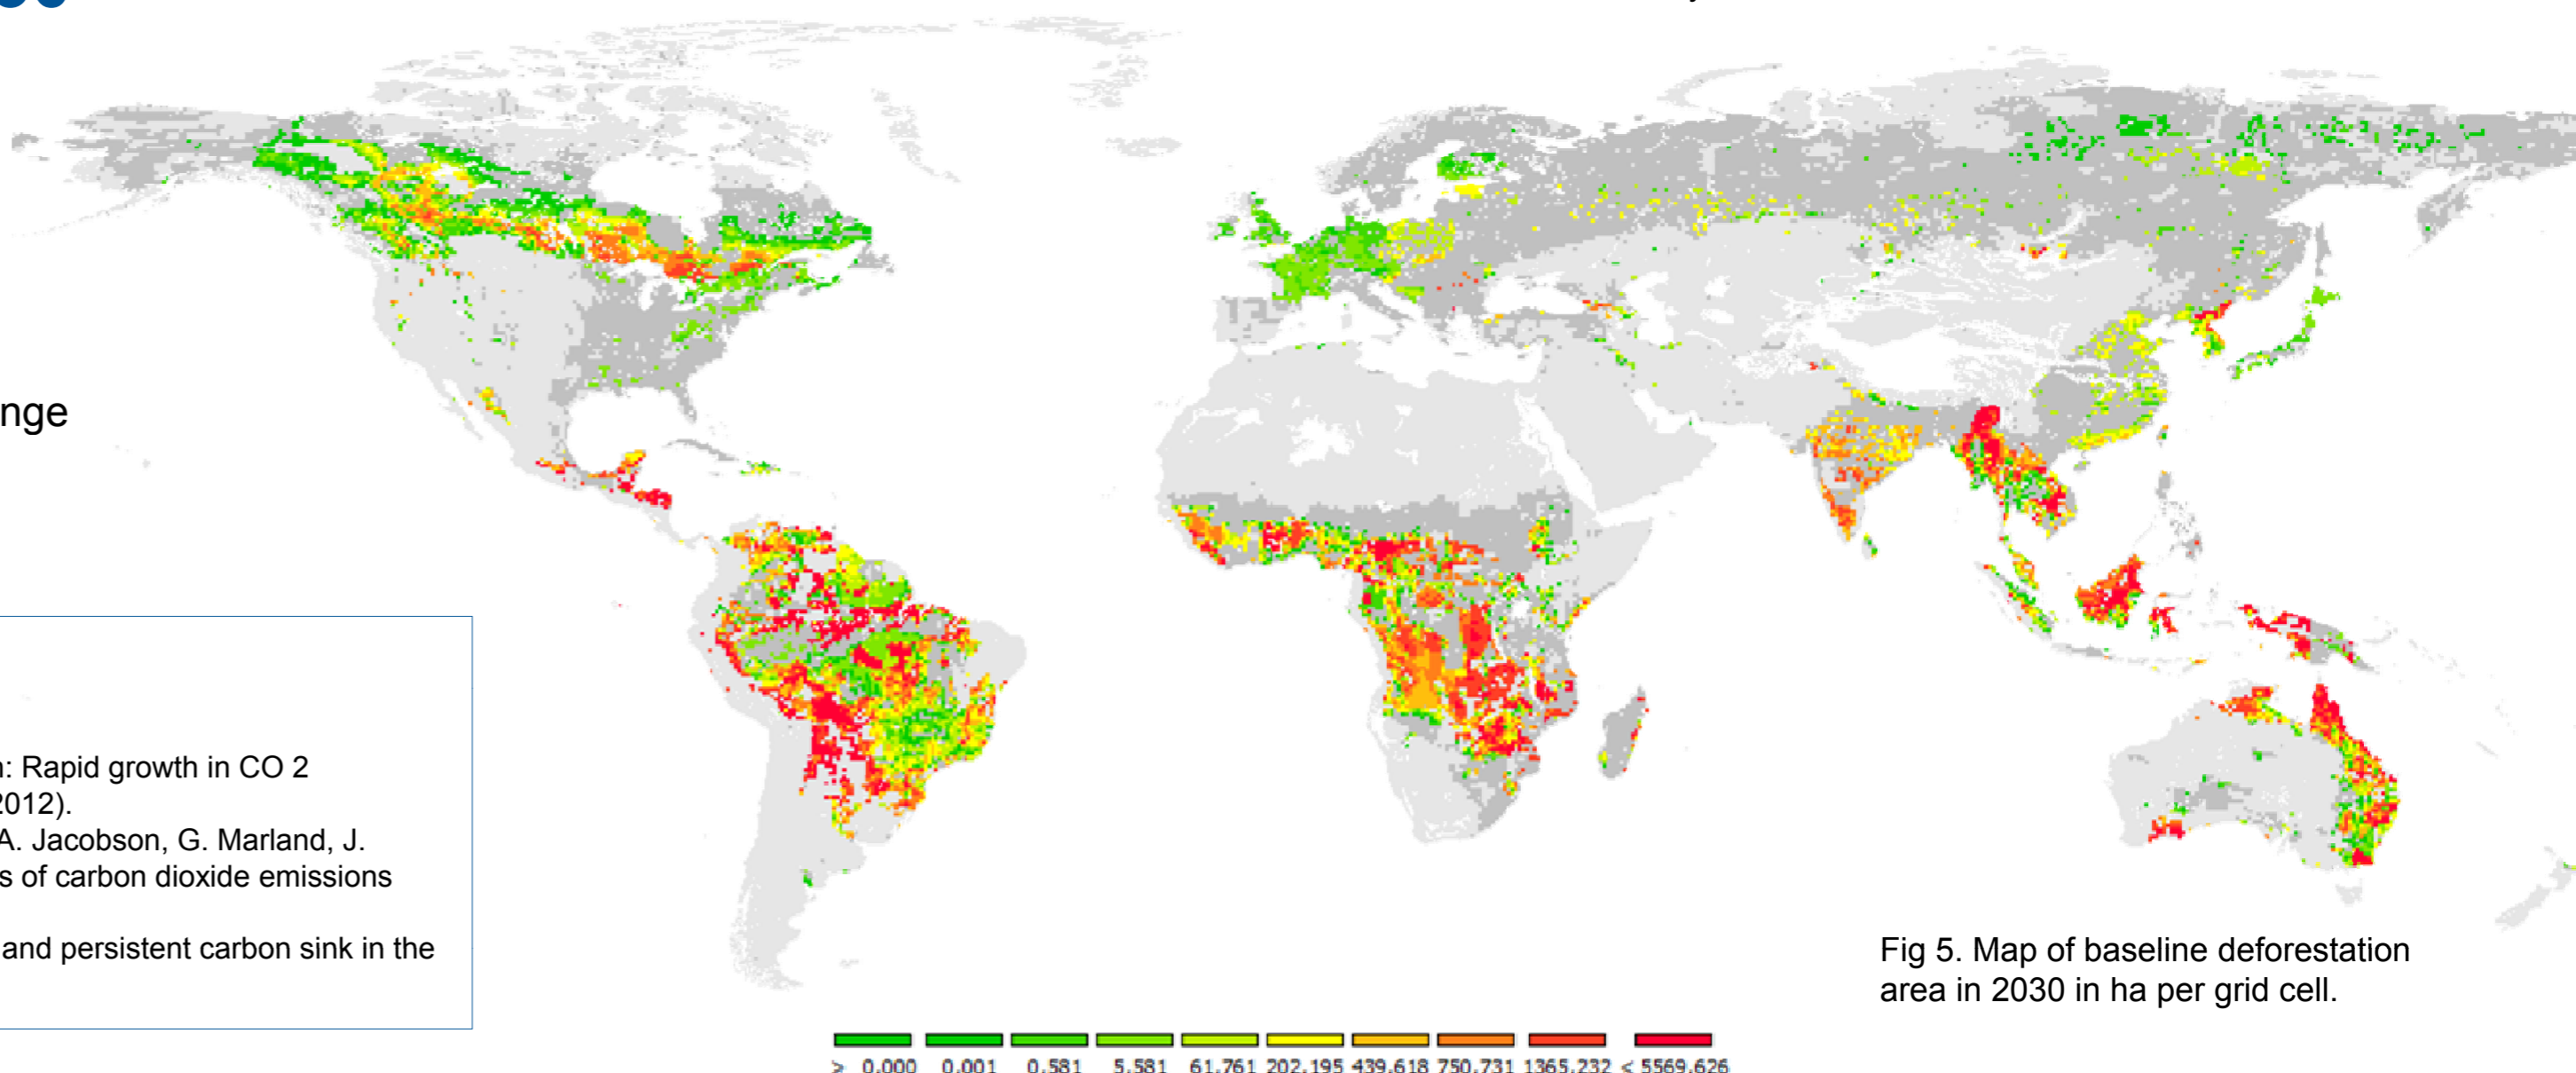 nge
n: Rapid growth in CO 2
2012).
A. Jacobson, G. Marland, J.
s of carbon dioxide emissions
and persistent carbon sink in the
Fig 5. Map of baseline deforestation
area in 2030 in ha per grid cell.
> 0.000 0.001 0.581 5.581 61.761 202.195 439.618 750.731 1365.232 < 5569.626